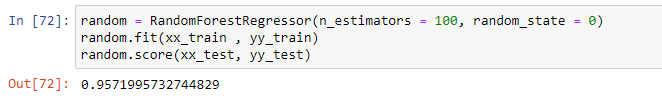 In [72]: random = RandomForestRegressor(n_estimators = 100, random_state = 0)
random.fit(xx_train , yy_train)
random.score(xx_test, yy_test)
Out[72]: 0.9571995732744829